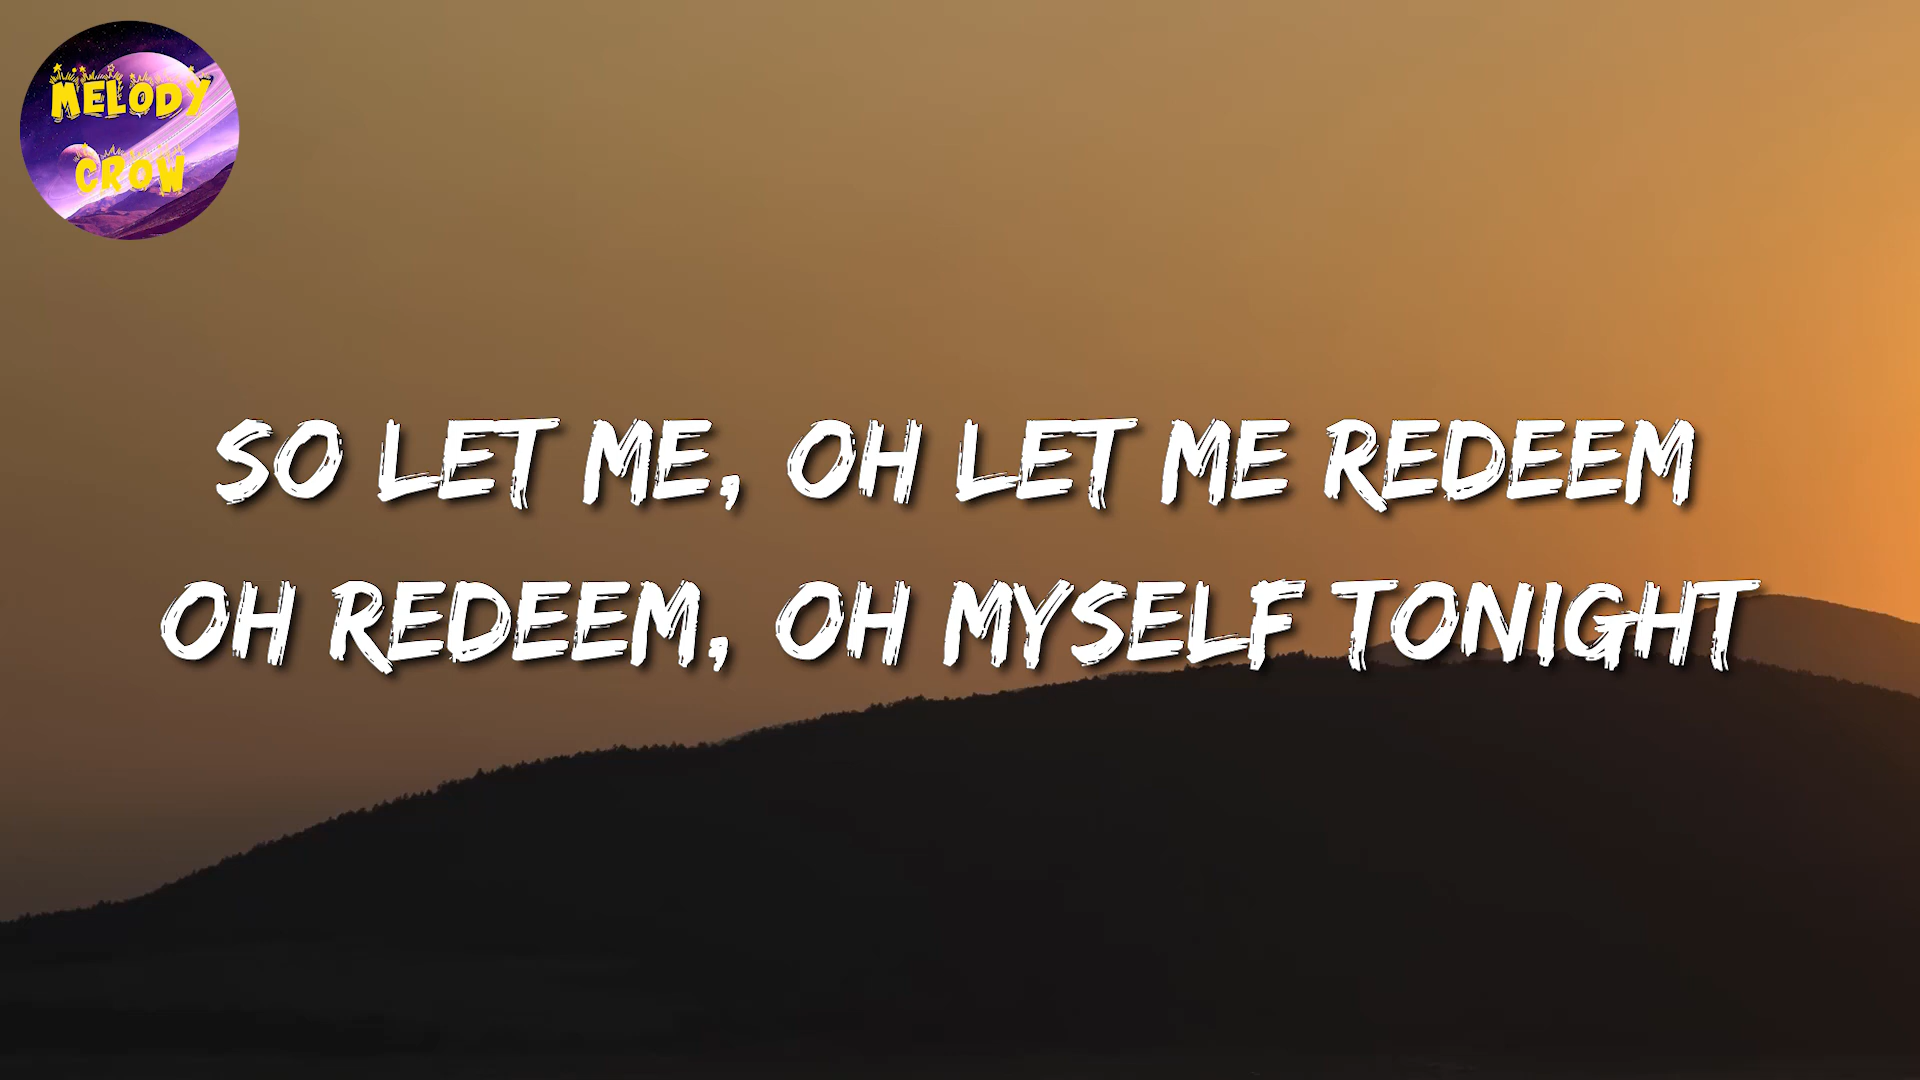 MELODY
CROW
SO LET ME, OH LET ME REDEEM
OH REDEEM, OH MYSELF TONIGHT